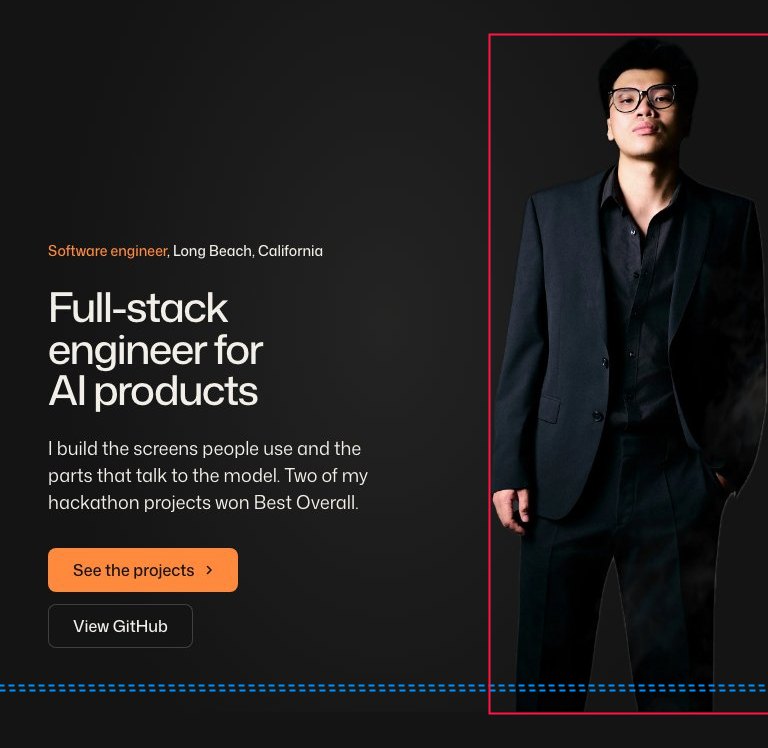 Software engineer, Long Beach, California
Full-stack
engineer for
AI products
I build the screens people use and the
parts that talk to the model. Two of my
hackathon projects won Best Overall.
See the projects
View GitHub